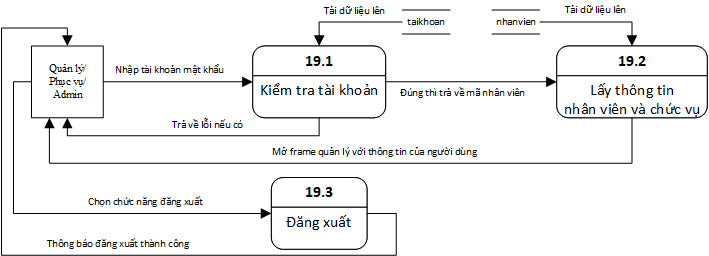 Tải dữ liệu lên
Tải dữ liệu lên
taikhoan
nhanvien
19.1
19.2
Quản lý/
Phục vụ/
Admin
Nhập tài khoản mật khẩu
Kiểm tra tài khoản
Đúng thì trả về mã nhân viên
Lấy thông tin
nhân viên và chức vụ
Trả về lỗi nếu có
Mở frame quản lý với thông tin của người dùng
19.3
Chọn chức năng đăng xuất
Đăng xuất
Thông báo đăng xuất thành công